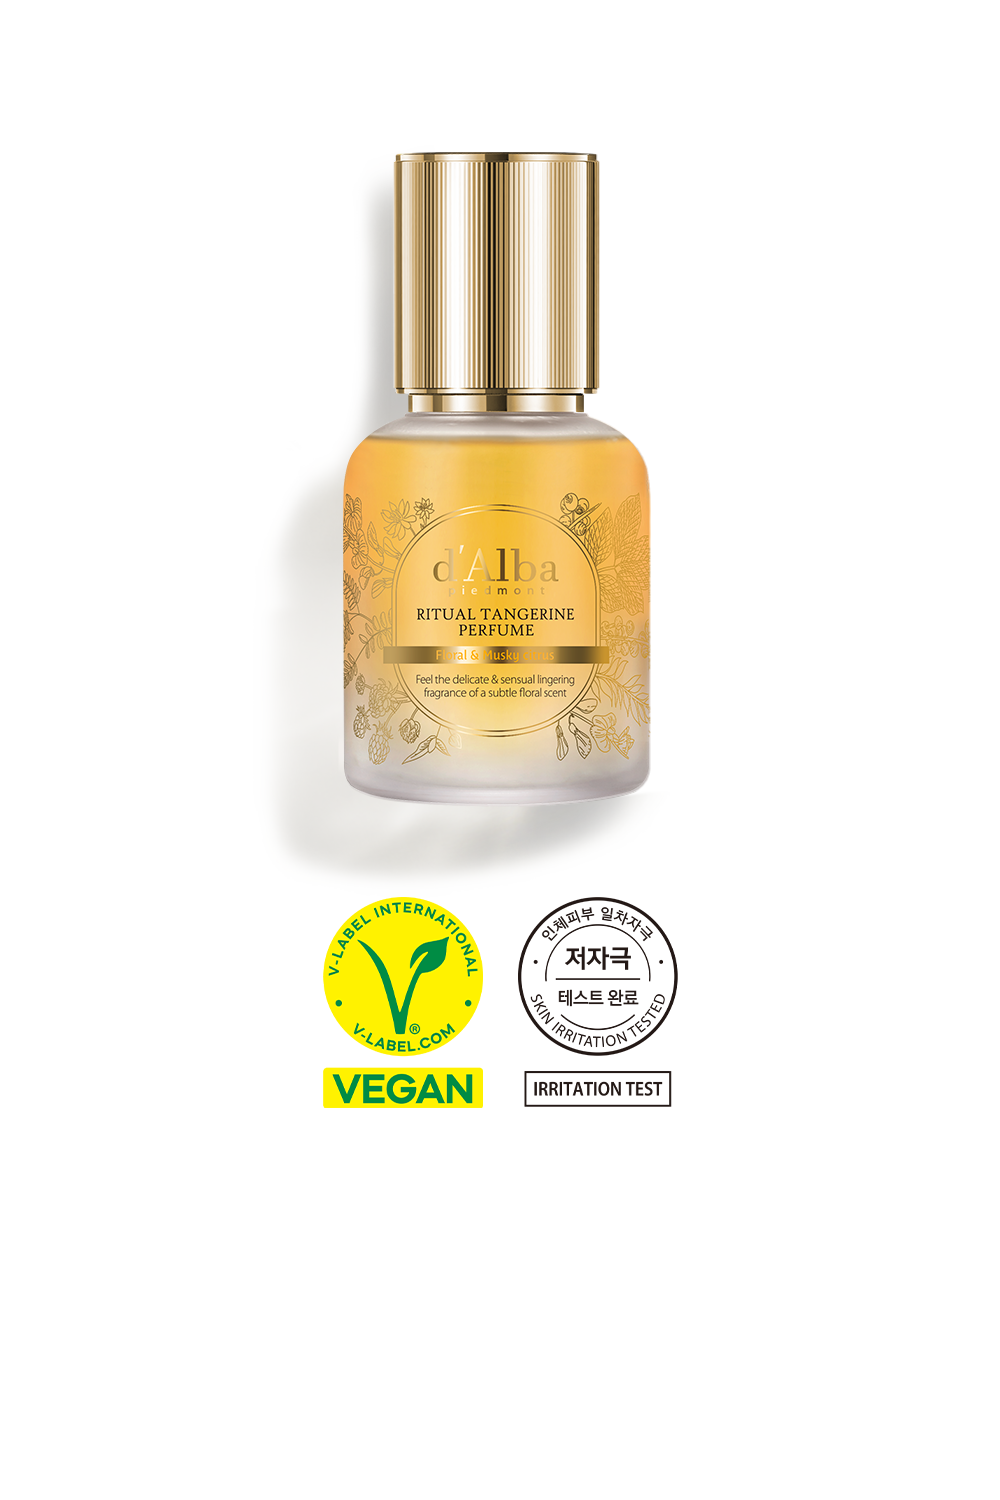 d'Alba
piedmont
RITUAL TANGERINE
PERFUME
Floral & Musky citrus
Feel the delicate & sensual lingering
fragrance of a subtle floral scent
V-LABEL INTERNATIONAL
V-LABEL.COM
®
VEGAN
인체피부 일차자극
저자극
테스트 완료
SKIN IRRITATION TESTED
IRRITATION TEST